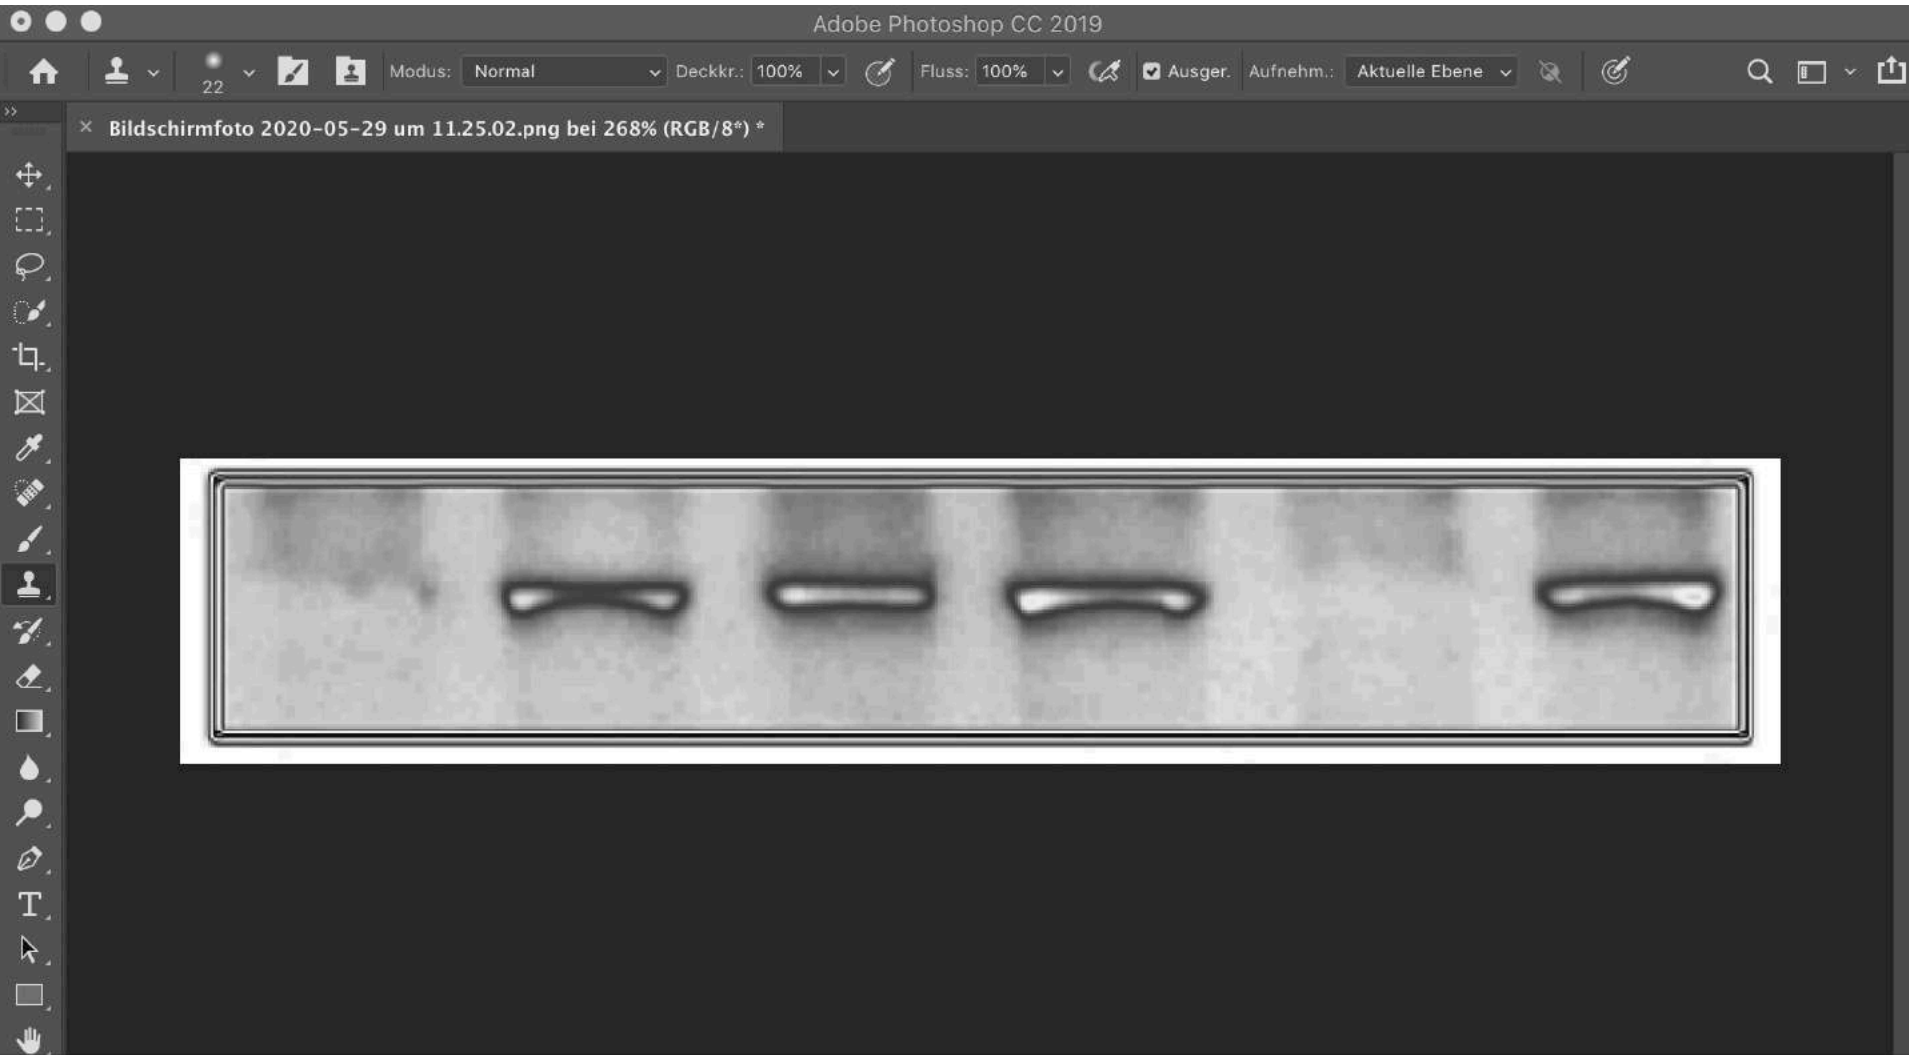 Adobe Photoshop CC 2019
22 Modus: Normal Deckkr.: 100% Fluss: 100% Ausger. Aufnehm.: Aktuelle Ebene
× Bildschirmfoto 2020-05-29 um 11.25.02.png bei 268% (RGB/8*) *